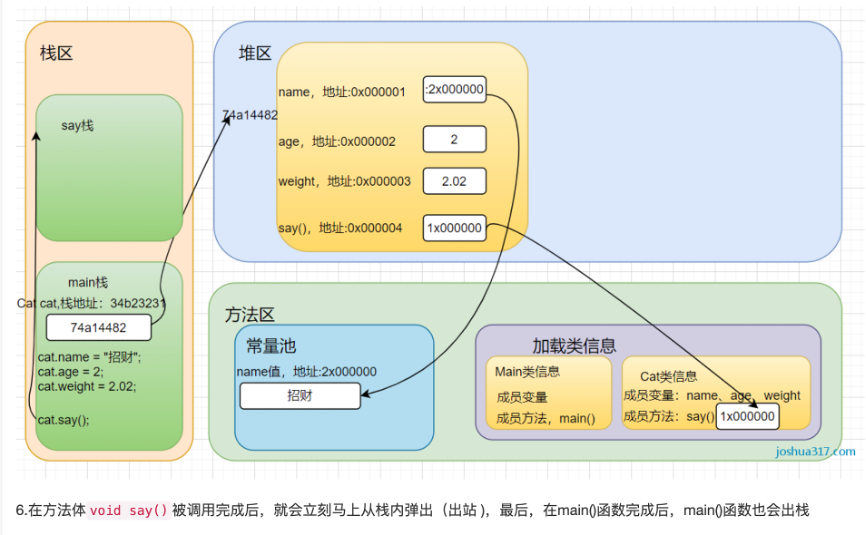 栈区
say栈
main栈
Cat cat,栈地址：34b23231
74a14482
cat.name = "招财";
cat.age = 2;
cat.weight = 2.02;
cat.say();
堆区
74a14482
name，地址:0x000001
:2x000000
age，地址:0x000002
2
weight，地址:0x000003
2.02
say()，地址:0x000004
1x000000
方法区
常量池
name值，地址:2x000000
招财
加载类信息
Main类信息
成员变量
成员方法，main()
Cat类信息
成员变量：name、age、weight
成员方法：say()
1x000000
joshua317.com
6.在方法体 void say() 被调用完成后，就会立刻马上从栈内弹出（出站 )，最后，在main()函数完成后，main()函数也会出栈